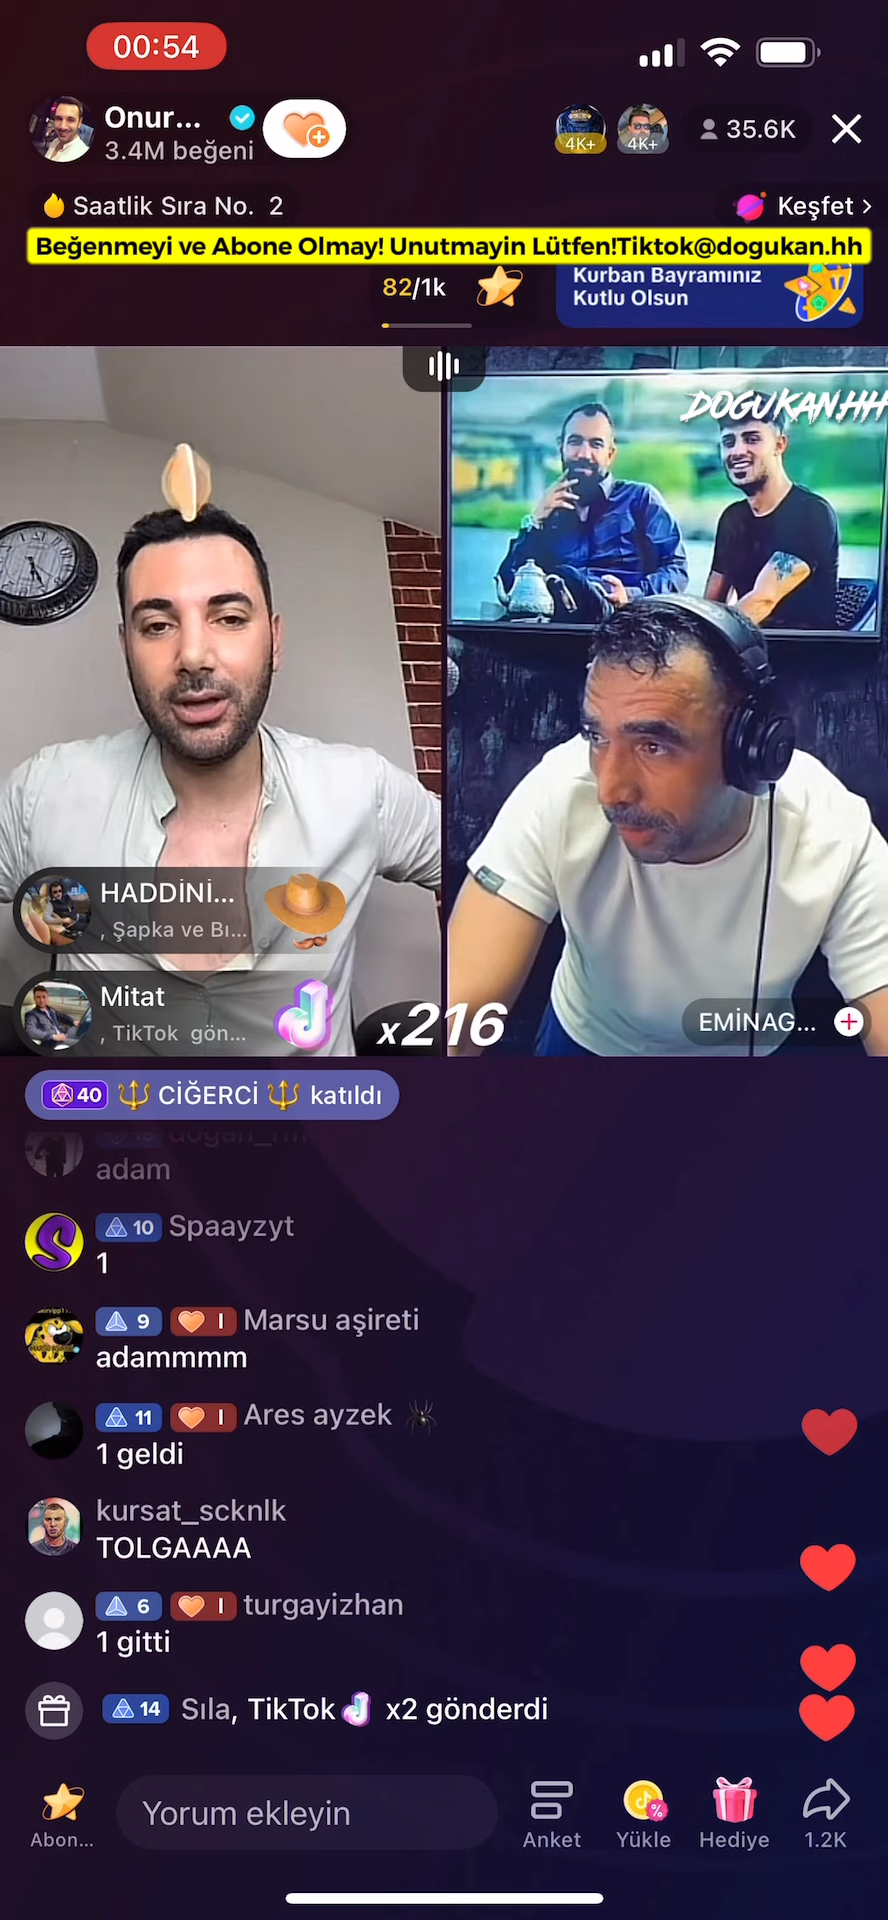 00:54
Onur...
3.4M beğeni
4K+
4K+
35.6K
Saatlik Sıra No. 2
Keşfet >
Beğenmeyi ve Abone Olmay! Unutmayin Lütfen!Tiktok@dogukan.hh
82/1k
Kurban Bayramınız
Kutlu Olsun
DOGUKAN.HH
HADDİNİ...
, Şapka ve Bı...
Mitat
, TikTok gön...
x216
EMİNAG...
40 CİĞERCİ katıldı
adam
10 Spaayzyt
1
9 I Marsu aşireti
adammmm
11 I Ares ayzek
1 geldi
kursat_scknlk
TOLGAAAA
6 I turgayizhan
1 gitti
14 Sıla, TikTok x2 gönderdi
Yorum ekleyin
Abon...
Anket
Yükle
Hediye
1.2K